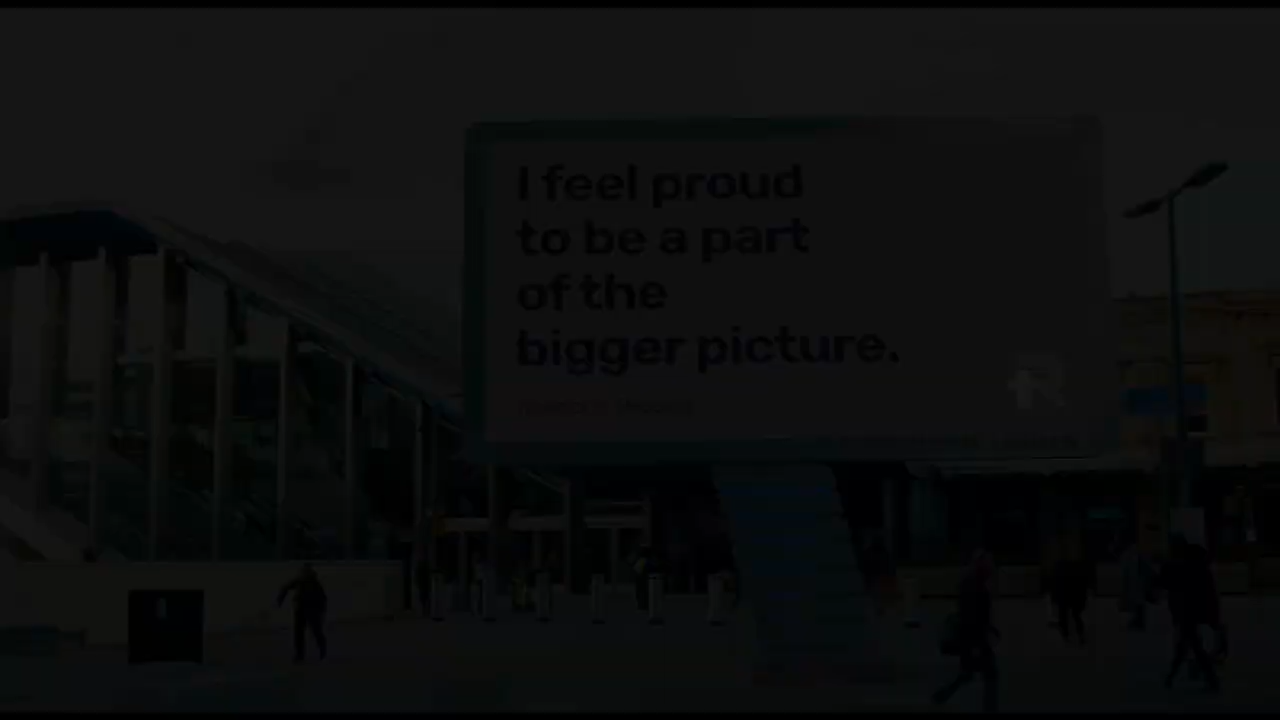 I feel proud
to be a part
of the
bigger picture.